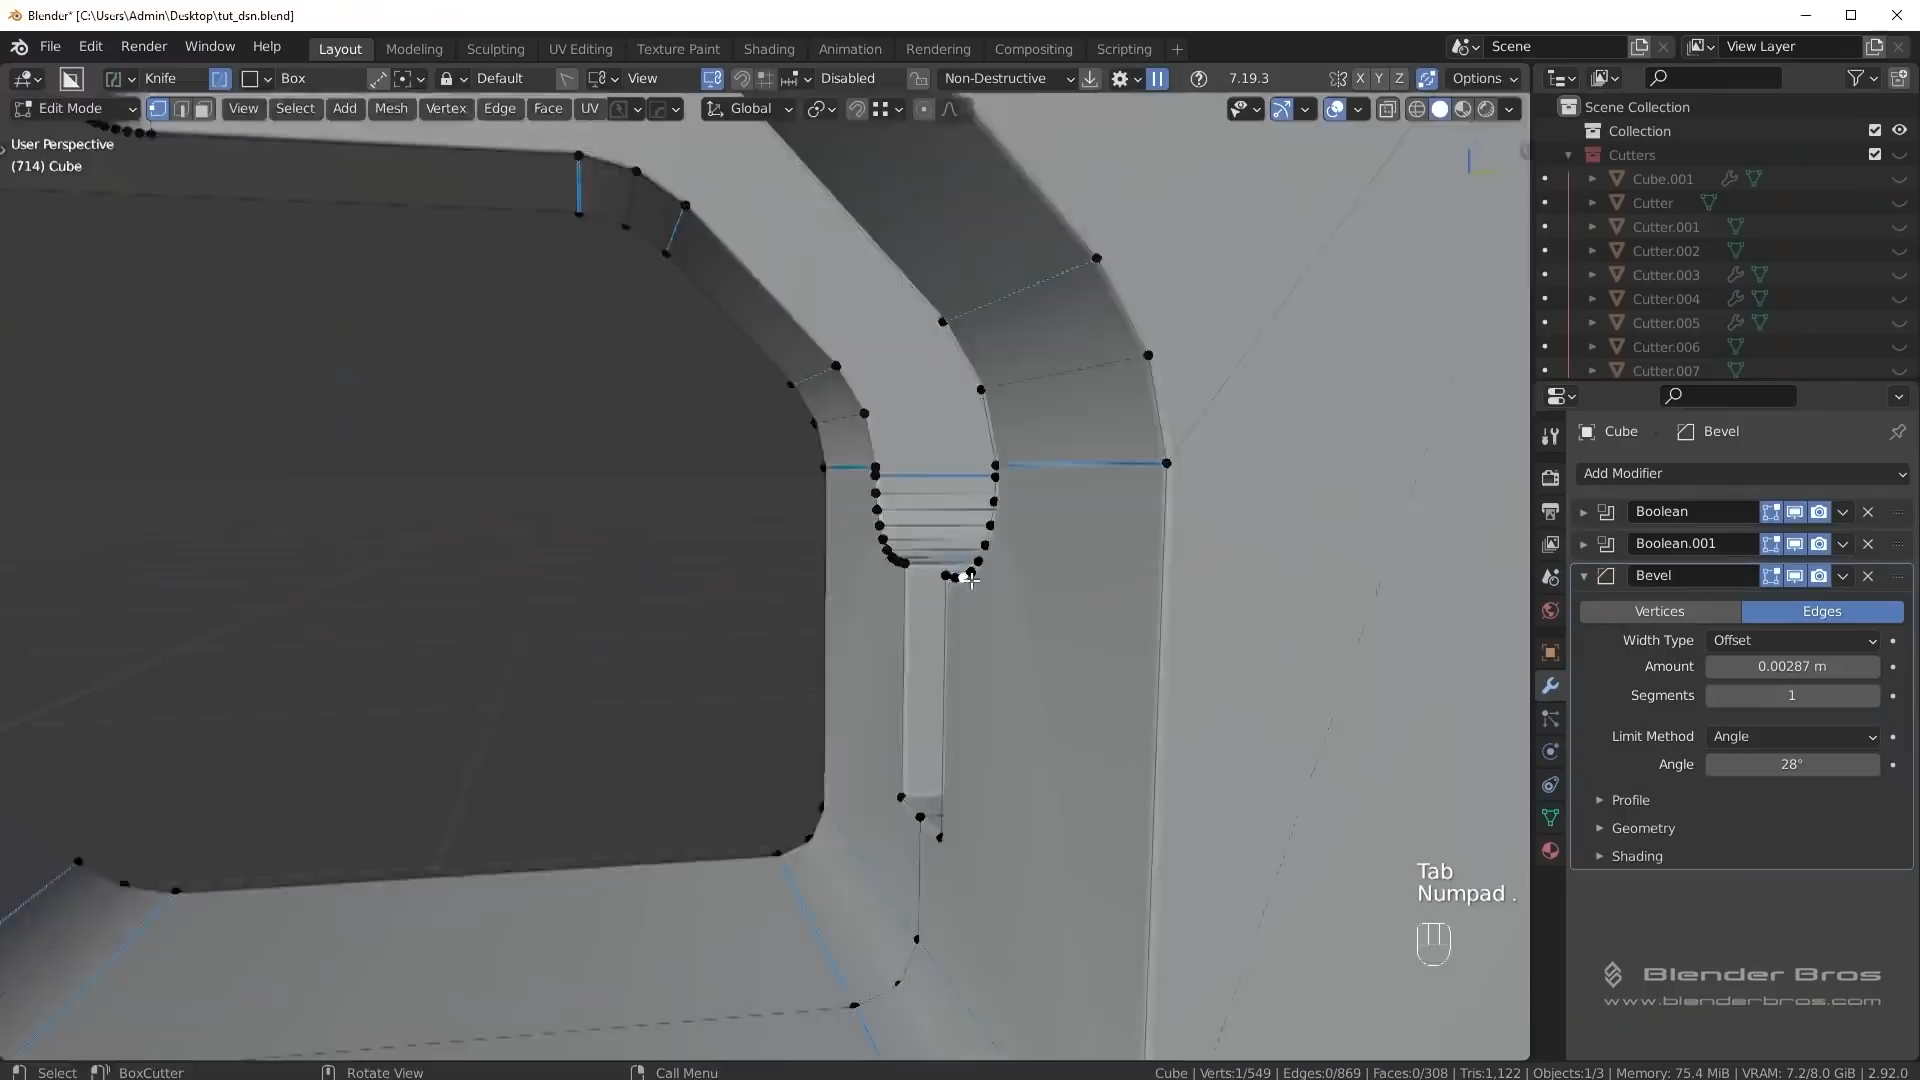 Blender* [C:\Users\Admin\Desktop\tut_dsn.blend]
File Edit Render Window Help Layout Modeling Sculpting UV Editing Texture Paint Shading Animation Rendering Compositing Scripting + Scene View Layer
Knife Box Default View Disabled Non-Destructive 7.19.3 X Y Z Options
Edit Mode View Select Add Mesh Vertex Edge Face UV Global
User Perspective
(714) Cube
Scene Collection
Collection
Cutters
Cube.001
Cutter
Cutter.001
Cutter.002
Cutter.003
Cutter.004
Cutter.005
Cutter.006
Cutter.007
Cube Bevel
Add Modifier
Boolean
Boolean.001
Bevel
Vertices Edges
Width Type Offset
Amount 0.00287 m
Segments 1
Limit Method Angle
Angle 28°
Profile
Geometry
Shading
Tab
Numpad .
Blender Bros
www.blenderbros.com
Select BoxCutter Rotate View Call Menu Cube | Verts:1/549 | Edges:0/869 | Faces:0/308 | Tris:1,122 | Objects:1/3 | Memory: 75.4 MiB | VRAM: 7.2/8.0 GiB | 2.92.0